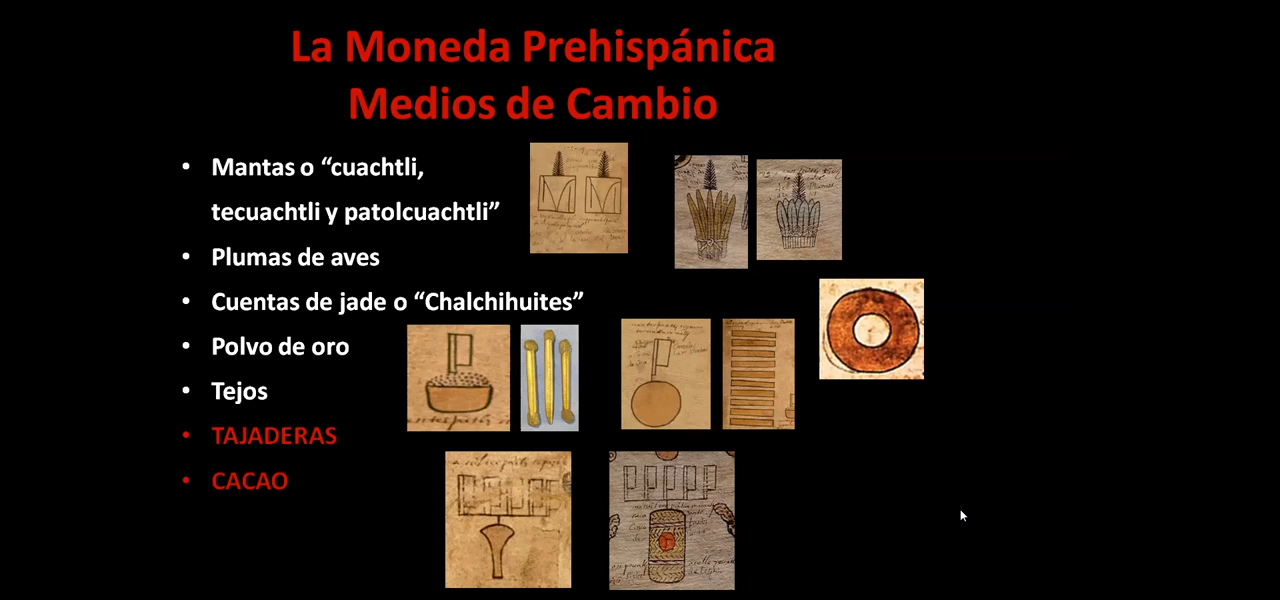 La Moneda Prehispánica
Medios de Cambio
• Mantas o “cuachtli,
tecuachtli y patolcuachtli”
• Plumas de aves
• Cuentas de jade o “Chalchihuites”
• Polvo de oro
• Tejos
• TAJADERAS
• CACAO